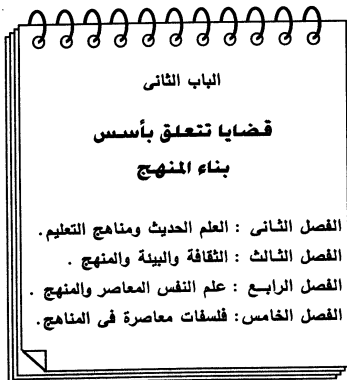 الباب الثانى
قضايا تتعلق بأسس
بناء المنهج
الفصل الثانى : العلم الحديث ومناهج التعليم .
الفصل الثالث : الثقافة والبيئة والمنهج .
الفصل الرابع : علم النفس المعاصر والمنهج .
الفصل الخامس: فلسفات معاصرة فى المناهج.